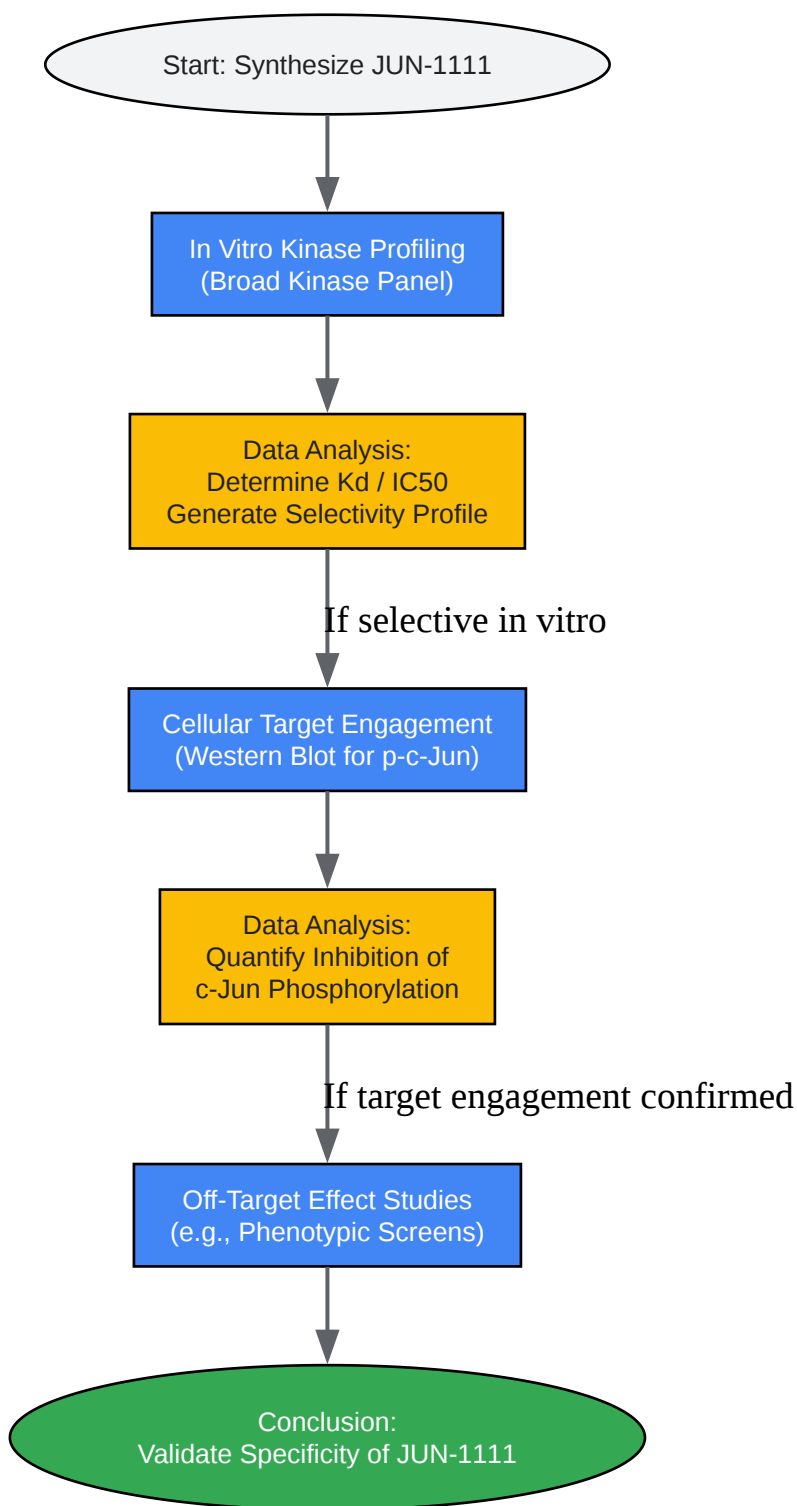 Start: Synthesize JUN-1111
In Vitro Kinase Profiling
(Broad Kinase Panel)
Data Analysis:
Determine Kd / IC50
Generate Selectivity Profile
If selective in vitro
Cellular Target Engagement
(Western Blot for p-c-Jun)
Data Analysis:
Quantify Inhibition of
c-Jun Phosphorylation
If target engagement confirmed
Off-Target Effect Studies
(e.g., Phenotypic Screens)
Conclusion:
Validate Specificity of JUN-1111